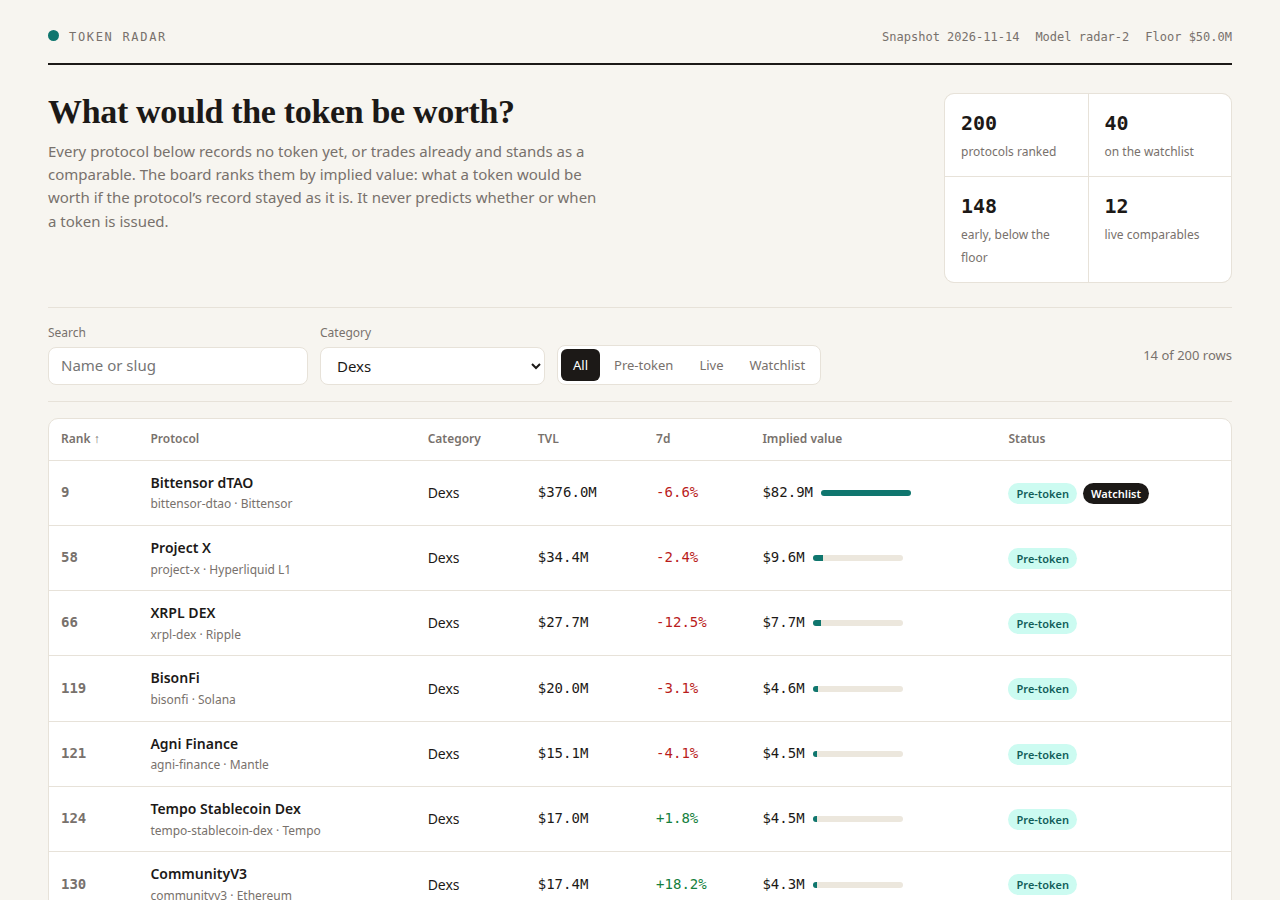 TOKEN RADAR
Snapshot 2026-11-14 Model radar-2 Floor $50.0M
What would the token be worth?
Every protocol below records no token yet, or trades already and stands as a
comparable. The board ranks them by implied value: what a token would be
worth if the protocol’s record stayed as it is. It never predicts whether or when
a token is issued.
200
protocols ranked
40
on the watchlist
148
early, below the
floor
12
live comparables
Search
Name or slug
Category
Dexs
All Pre-token Live Watchlist
14 of 200 rows
Rank ↑ Protocol Category TVL 7d Implied value Status
9 Bittensor dTAO Dexs $376.0M -6.6% $82.9M Pre-token Watchlist
bittensor-dtao · Bittensor
58 Project X Dexs $34.4M -2.4% $9.6M Pre-token
project-x · Hyperliquid L1
66 XRPL DEX Dexs $27.7M -12.5% $7.7M Pre-token
xrpl-dex · Ripple
119 BisonFi Dexs $20.0M -3.1% $4.6M Pre-token
bisonfi · Solana
121 Agni Finance Dexs $15.1M -4.1% $4.5M Pre-token
agni-finance · Mantle
124 Tempo Stablecoin Dex Dexs $17.0M +1.8% $4.5M Pre-token
tempo-stablecoin-dex · Tempo
130 CommunityV3 Dexs $17.4M +18.2% $4.3M Pre-token
communityv3 · Ethereum